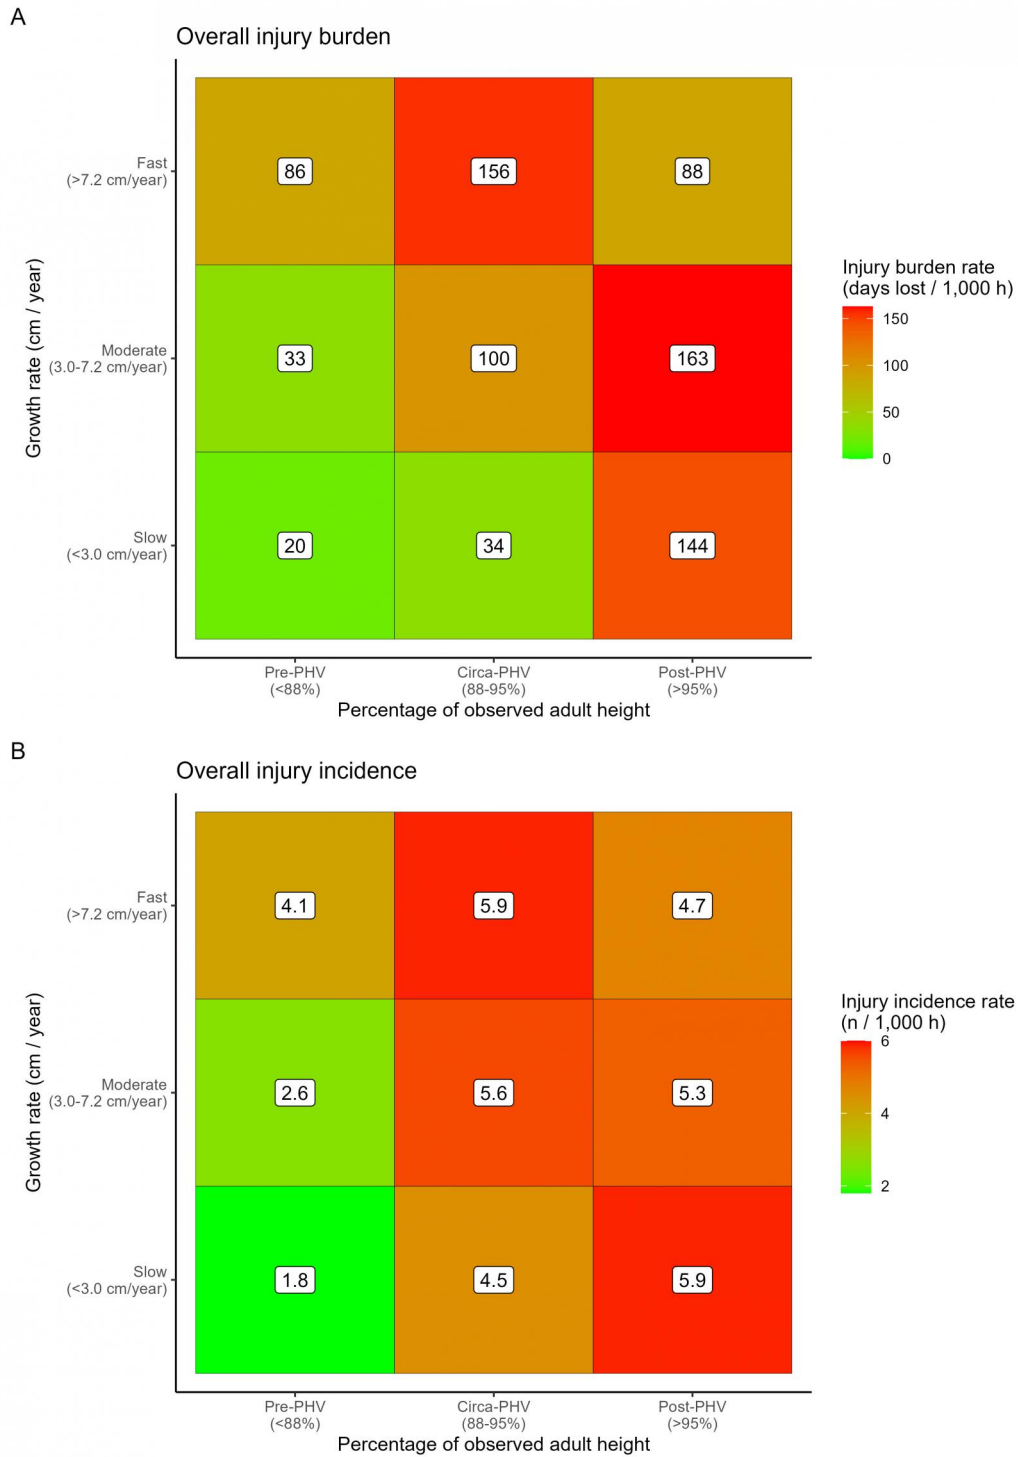 A
Overall injury burden
Growth rate (cm / year)
Fast
(>7.2 cm/year)
86
156
88
Moderate
(3.0-7.2 cm/year)
33
100
163
Slow
(<3.0 cm/year)
20
34
144
Pre-PHV
(<88%)
Circa-PHV
(88-95%)
Post-PHV
(>95%)
Percentage of observed adult height
Injury burden rate
(days lost / 1,000 h)
150
100
50
0
B
Overall injury incidence
Growth rate (cm / year)
Fast
(>7.2 cm/year)
4.1
5.9
4.7
Moderate
(3.0-7.2 cm/year)
2.6
5.6
5.3
Slow
(<3.0 cm/year)
1.8
4.5
5.9
Pre-PHV
(<88%)
Circa-PHV
(88-95%)
Post-PHV
(>95%)
Percentage of observed adult height
Injury incidence rate
(n / 1,000 h)
6
4
2